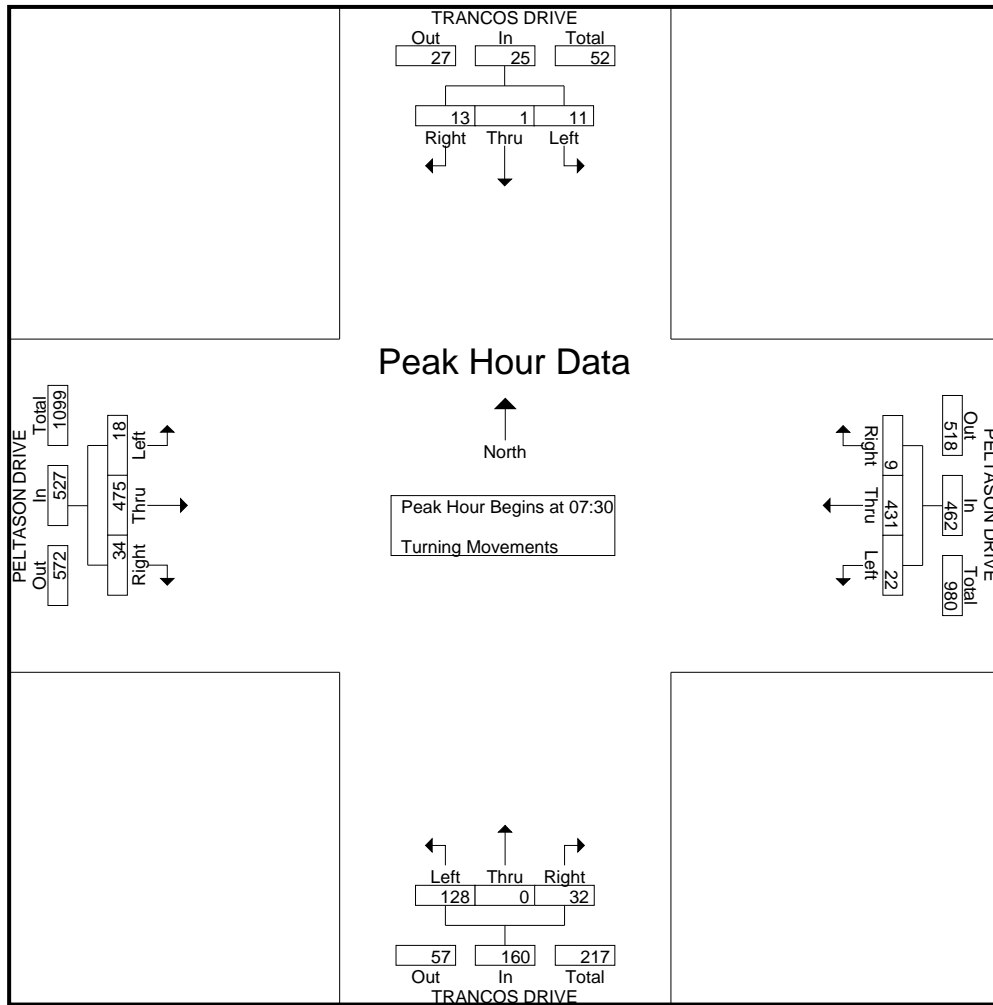 TRANCOS DRIVE
Out In Total
27 25 52
13 1 11
Right Thru Left
Peak Hour Data
North
Peak Hour Begins at 07:30
Turning Movements
PELTASON DRIVE
Out In Total
572 527 1099
Right Thru Left
34 475 18
PELTASON DRIVE
Out In Total
518 462 980
Right Thru Left
9 431 22
Left Thru Right
128 0 32
57 160 217
Out In Total
TRANCOS DRIVE